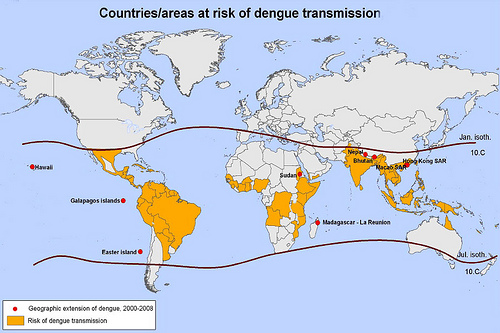 Countries/areas at risk of dengue transmission
Jan. isoth.
10.C
Nepal
Bhutan
Hong Kong SAR
Macao SAR
Hawaii
Sudan
Galapagos islands
Madagascar - La Reunion
Easter island
Jul. isoth.
10.C
Geographic extension of dengue, 2000-2008
Risk of dengue transmission